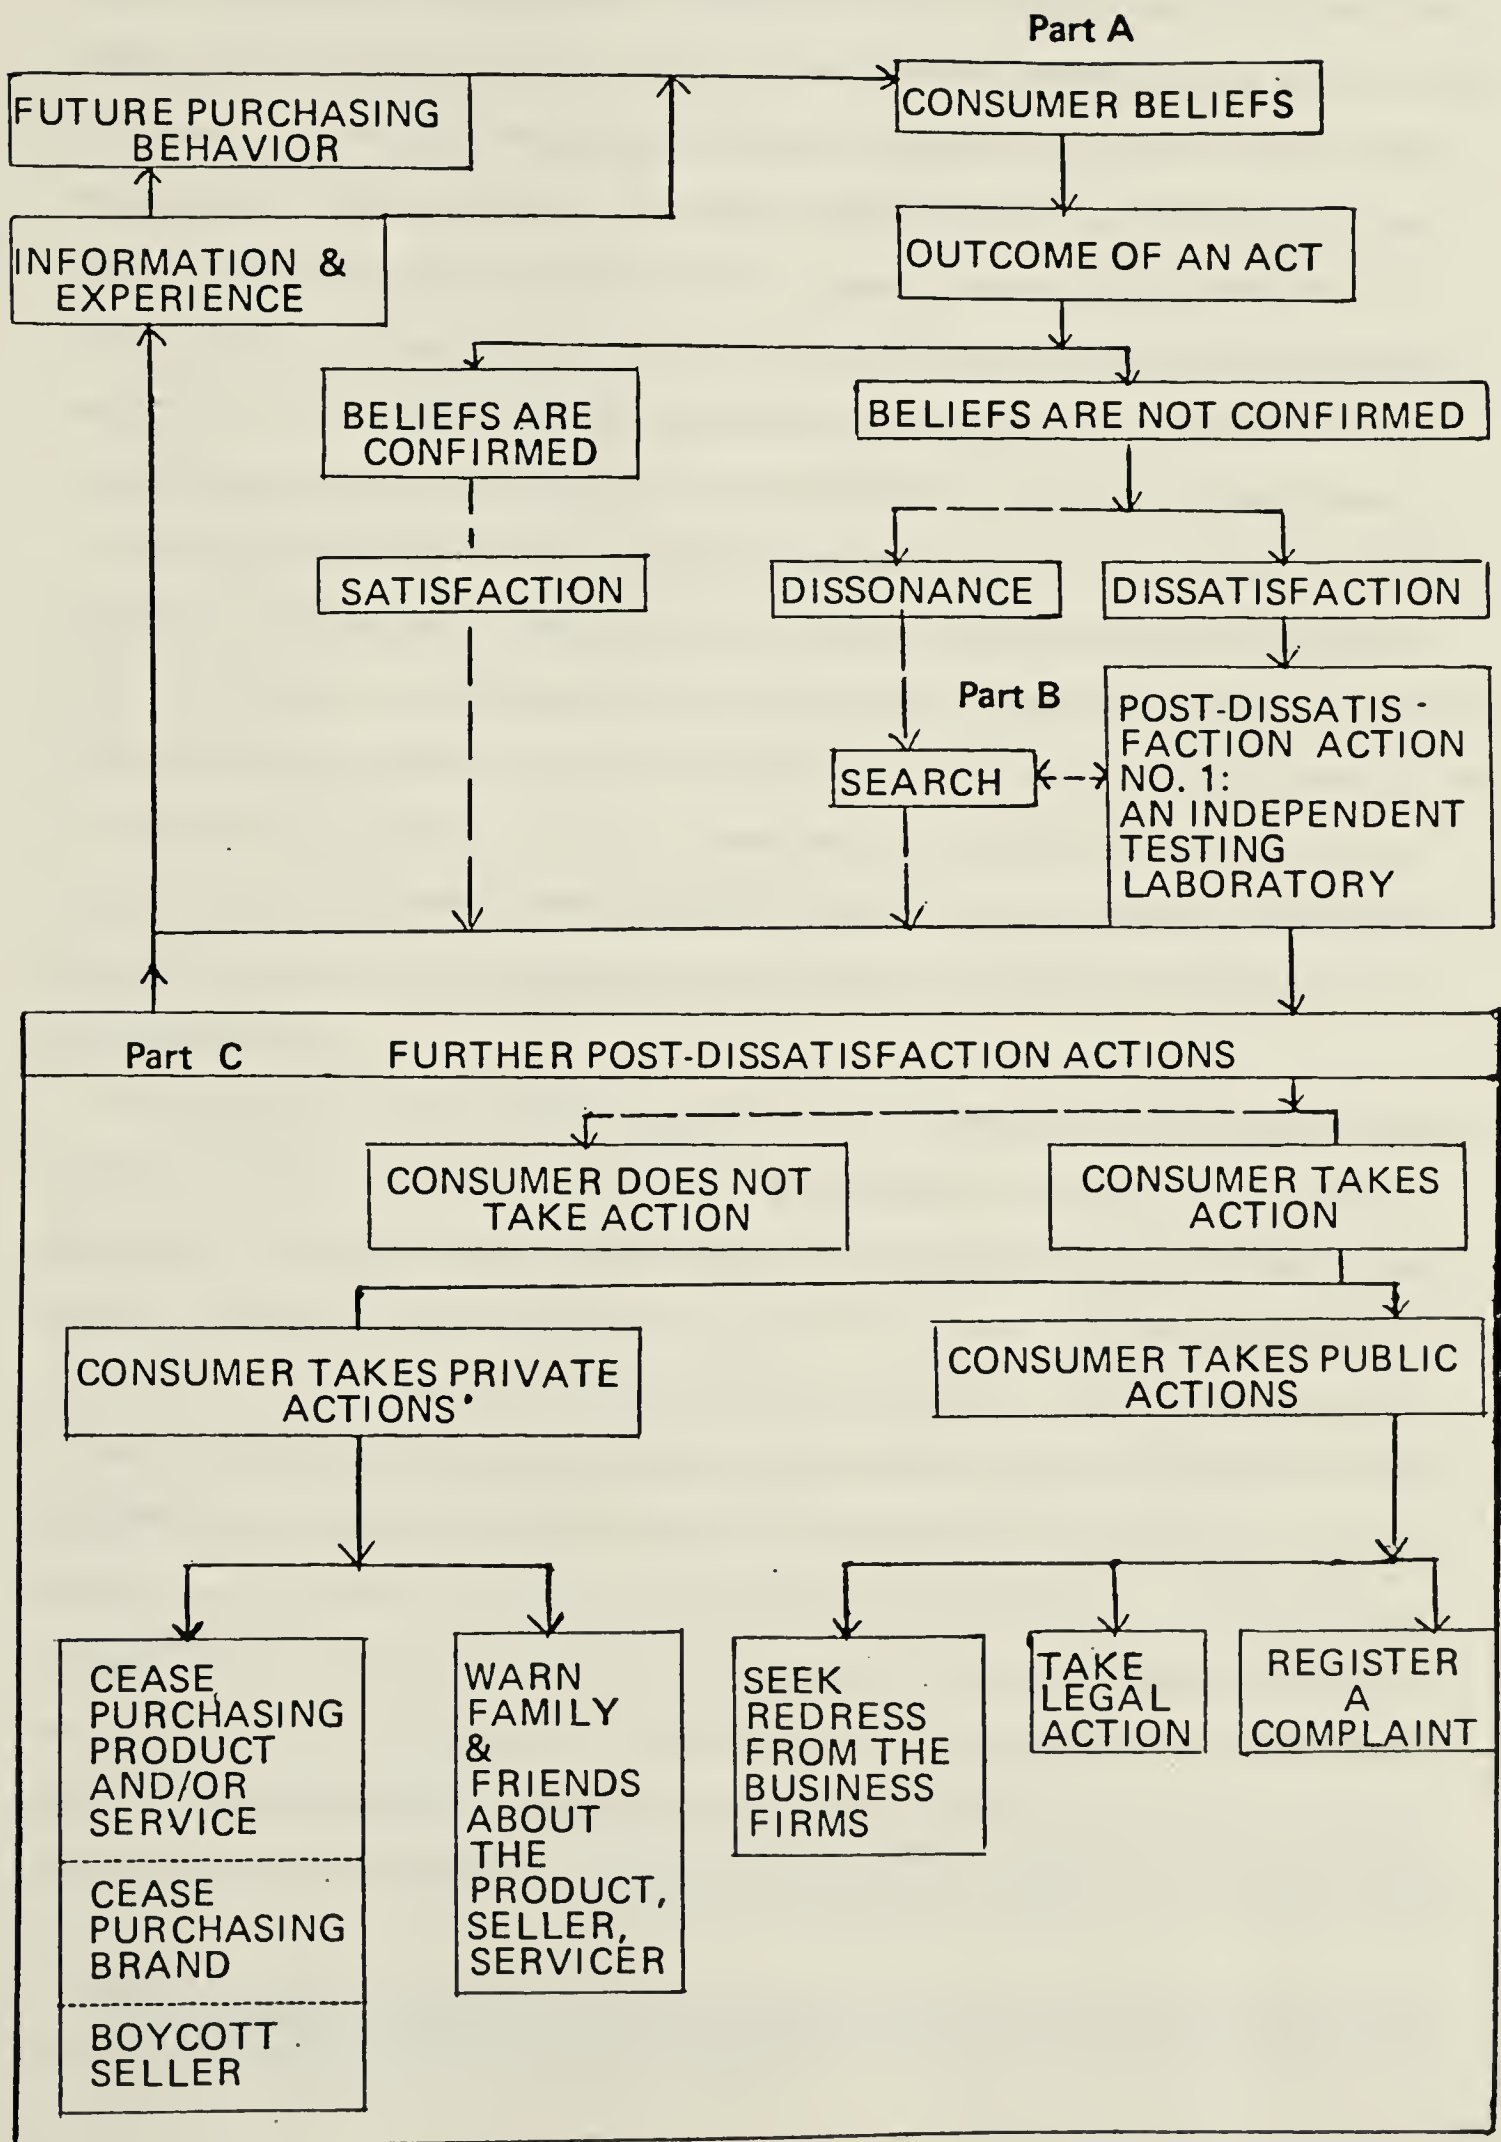 Part A
FUTURE PURCHASING
BEHAVIOR
CONSUMER BELIEFS
INFORMATION &
EXPERIENCE
OUTCOME OF AN ACT
BELIEFS ARE
CONFIRMED
BELIEFS ARE NOT CONFIRMED
SATISFACTION
DISSONANCE
DISSATISFACTION
Part B
SEARCH
POST-DISSATIS-
FACTION ACTION
NO. 1:
AN INDEPENDENT
TESTING
LABORATORY
Part C
FURTHER POST-DISSATISFACTION ACTIONS
CONSUMER DOES NOT
TAKE ACTION
CONSUMER TAKES
ACTION
CONSUMER TAKES PRIVATE
ACTIONS
CONSUMER TAKES PUBLIC
ACTIONS
CEASE
PURCHASING
PRODUCT
AND/OR
SERVICE
CEASE
PURCHASING
BRAND
BOYCOTT
SELLER
WARN
FAMILY
&
FRIENDS
ABOUT
THE
PRODUCT,
SELLER,
SERVICER
SEEK
REDRESS
FROM THE
BUSINESS
FIRMS
TAKE
LEGAL
ACTION
REGISTER
A
COMPLAINT